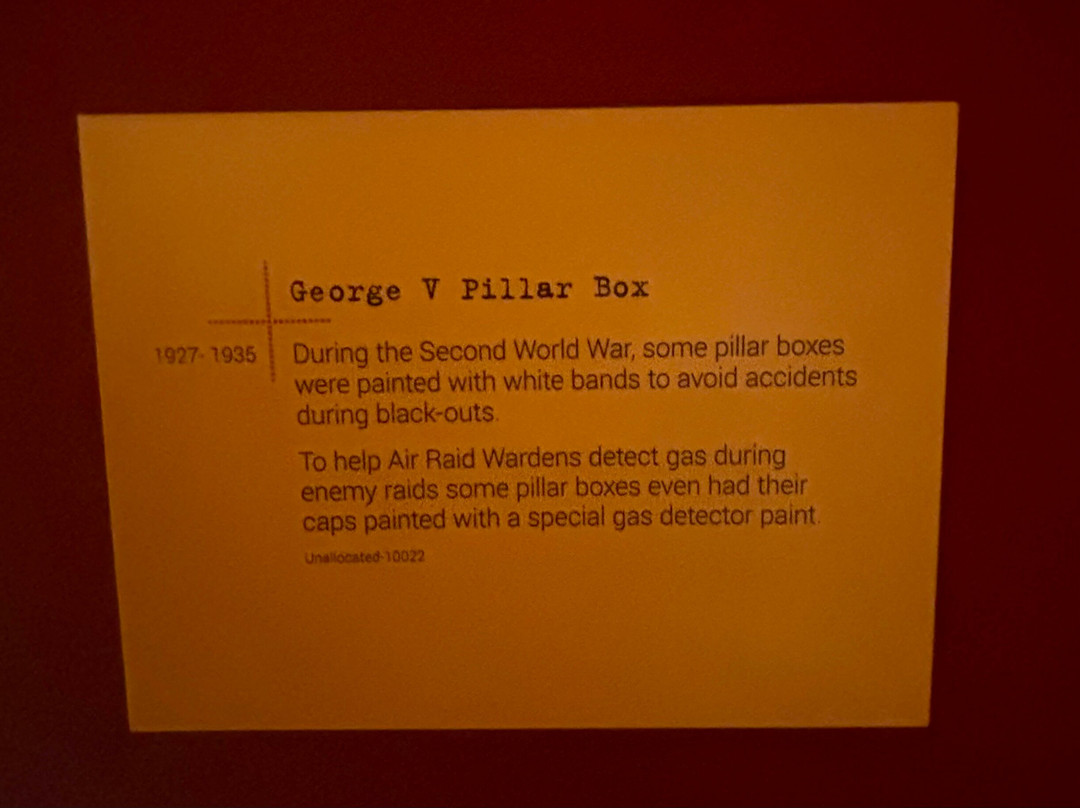 George V Pillar Box
1927- 1935
During the Second World War, some pillar boxes
were painted with white bands to avoid accidents
during black-outs.
To help Air Raid Wardens detect gas during
enemy raids some pillar boxes even had their
caps painted with a special gas detector paint.
Unallocated-10022